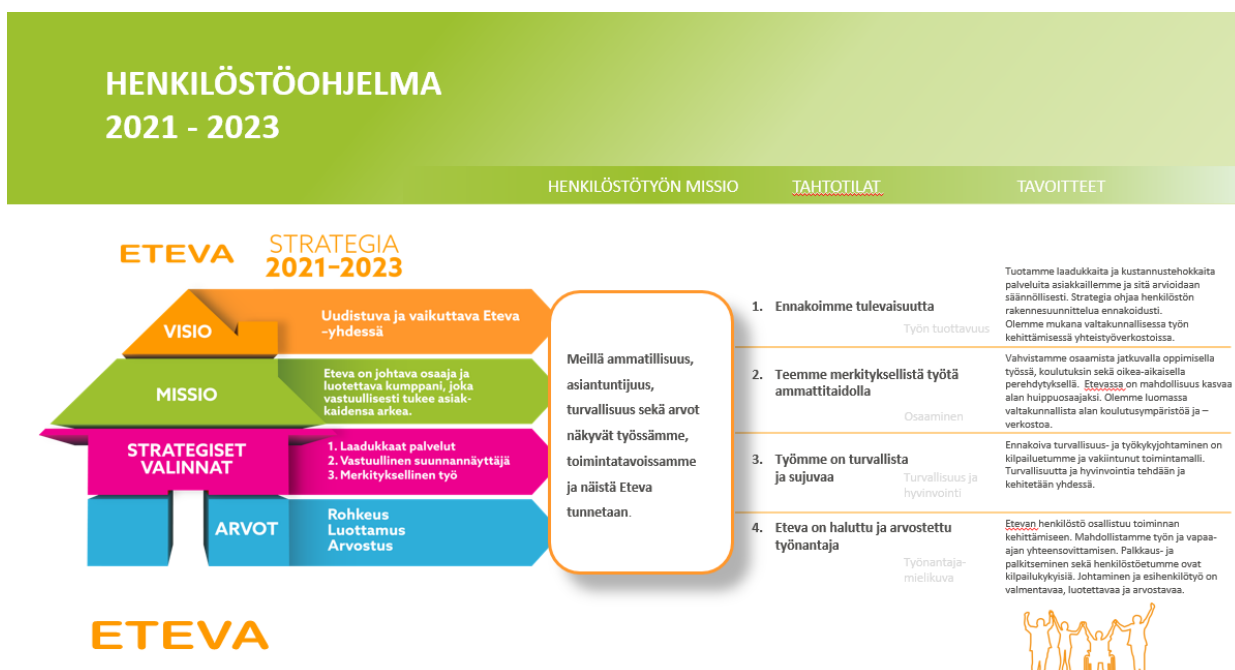 HENKILÖSTÖOHJELMA
2021 - 2023
HENKILÖSTÖTYÖN MISSIO
TAHTOTILAT
TAVOITTEET
ETEVA
STRATEGIA
2021–2023
VISIO
Uudistuva ja vaikuttava Eteva
–yhdessä
MISSIO
Eteva on johtava osaaja ja
luotettava kumppani, joka
vastuullisesti tukee asiak-
kaidensa arkea.
STRATEGISET
VALINNAT
1. Laadukkaat palvelut
2. Vastuullinen suunnannäyttäjä
3. Merkityksellinen työ
ARVOT
Rohkeus
Luottamus
Arvostus
Meillä ammatillisuus,
asiantuntijuus,
turvallisuus sekä arvot
näkyvät työssämme,
toimintatavoissamme
ja näistä Eteva
tunnetaan.
1. Ennakoimme tulevaisuutta
Työn tuottavuus
Tuotamme laadukkaita ja kustannustehokkaita
palveluita asiakkaillemme ja sitä arvioidaan
säännöllisesti. Strategia ohjaa henkilöstön
rakennesuunnittelua ennakoidusti.
Olemme mukana valtakunnallisessa työn
kehittämisessä yhteistyöverkostoissa.
2. Teemme merkityksellistä työtä
ammattitaidolla
Osaaminen
Vahvistamme osaamista jatkuvalla oppimisella
työssä, koulutuksin sekä oikea-aikaisella
perehdytyksellä. Etevassa on mahdollisuus kasvaa
alan huippuosaajaksi. Olemme luomassa
valtakunnallista alan koulutusympäristöä ja –
verkostoa.
3. Työmme on turvallista
ja sujuvaa
Turvallisuus ja
hyvinvointi
Ennakoiva turvallisuus- ja työkykyjohtaminen on
kilpailuetumme ja vakiintunut toimintamalli.
Turvallisuutta ja hyvinvointia tehdään ja
kehitetään yhdessä.
4. Eteva on haluttu ja arvostettu
työnantaja
Työnantaja-
mielikuva
Etevan henkilöstö osallistuu toiminnan
kehittämiseen. Mahdollistamme työn ja vapaa-
ajan yhteensovittamisen. Palkkaus- ja
palkitseminen sekä henkilöstöetumme ovat
kilpailukykyisiä. Johtaminen ja esihenkilötyö on
valmentavaa, luotettavaa ja arvostavaa.
ETEVA